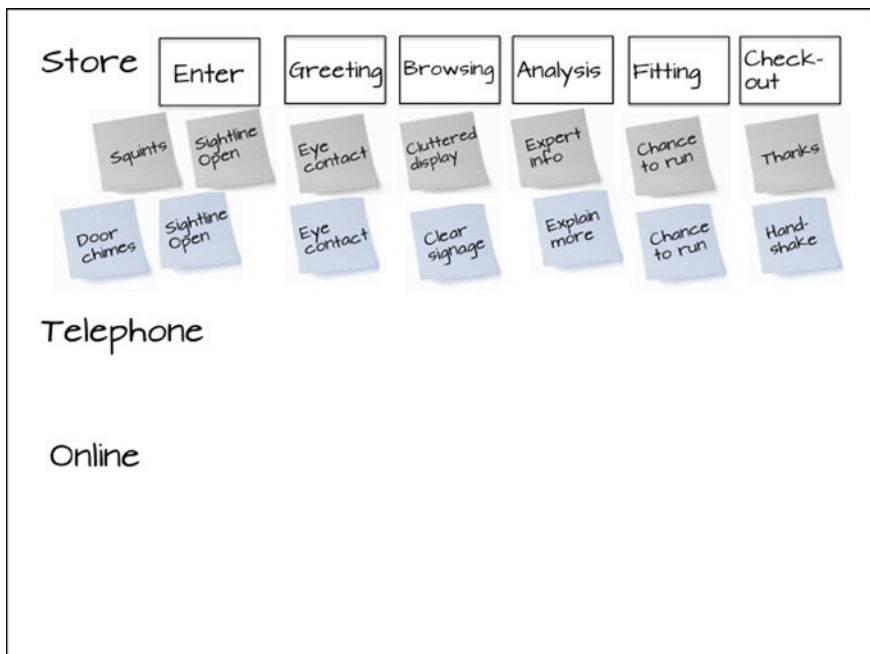 Store
Enter
Greeting
Browsing
Analysis
Fitting
Check-
out
Squints
Sightline
Open
Eye
contact
Cluttered
display
Expert
info
Chance
to run
Thanks
Door
chimes
Sightline
Open
Eye
contact
Clear
signage
Explain
more
Chance
to run
Hand-
shake
Telephone
Online